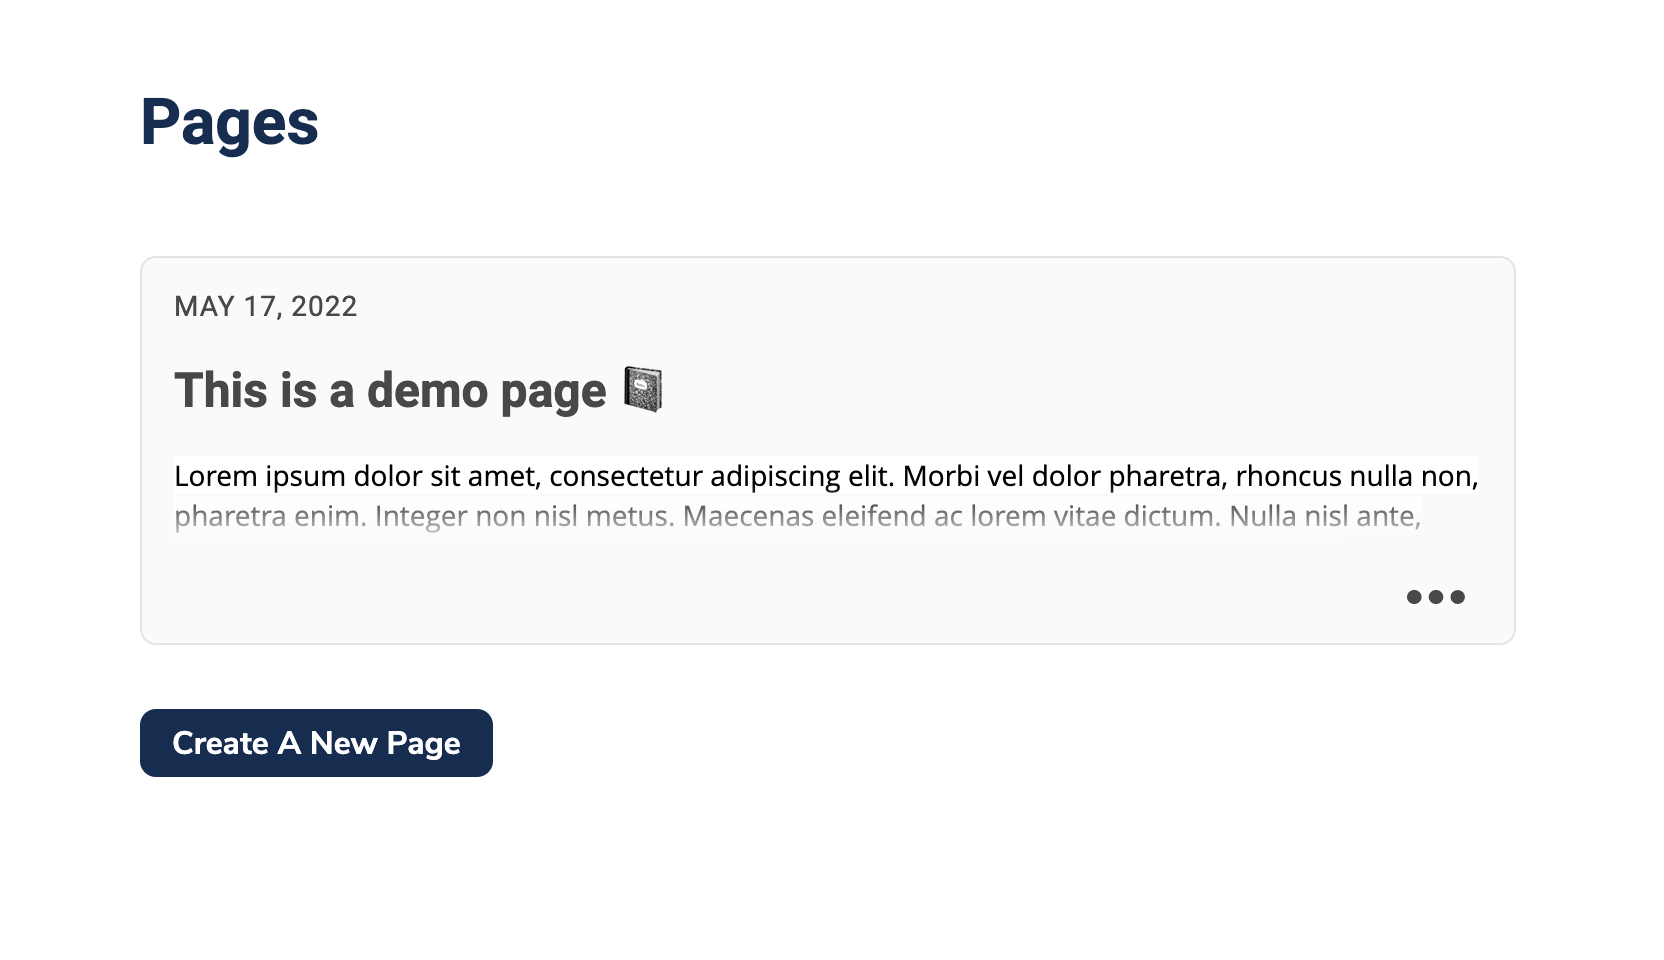 Pages
MAY 17, 2022
This is a demo page 📓
Lorem ipsum dolor sit amet, consectetur adipiscing elit. Morbi vel dolor pharetra, rhoncus nulla non,
pharetra enim. Integer non nisl metus. Maecenas eleifend ac lorem vitae dictum. Nulla nisl ante,
Create A New Page